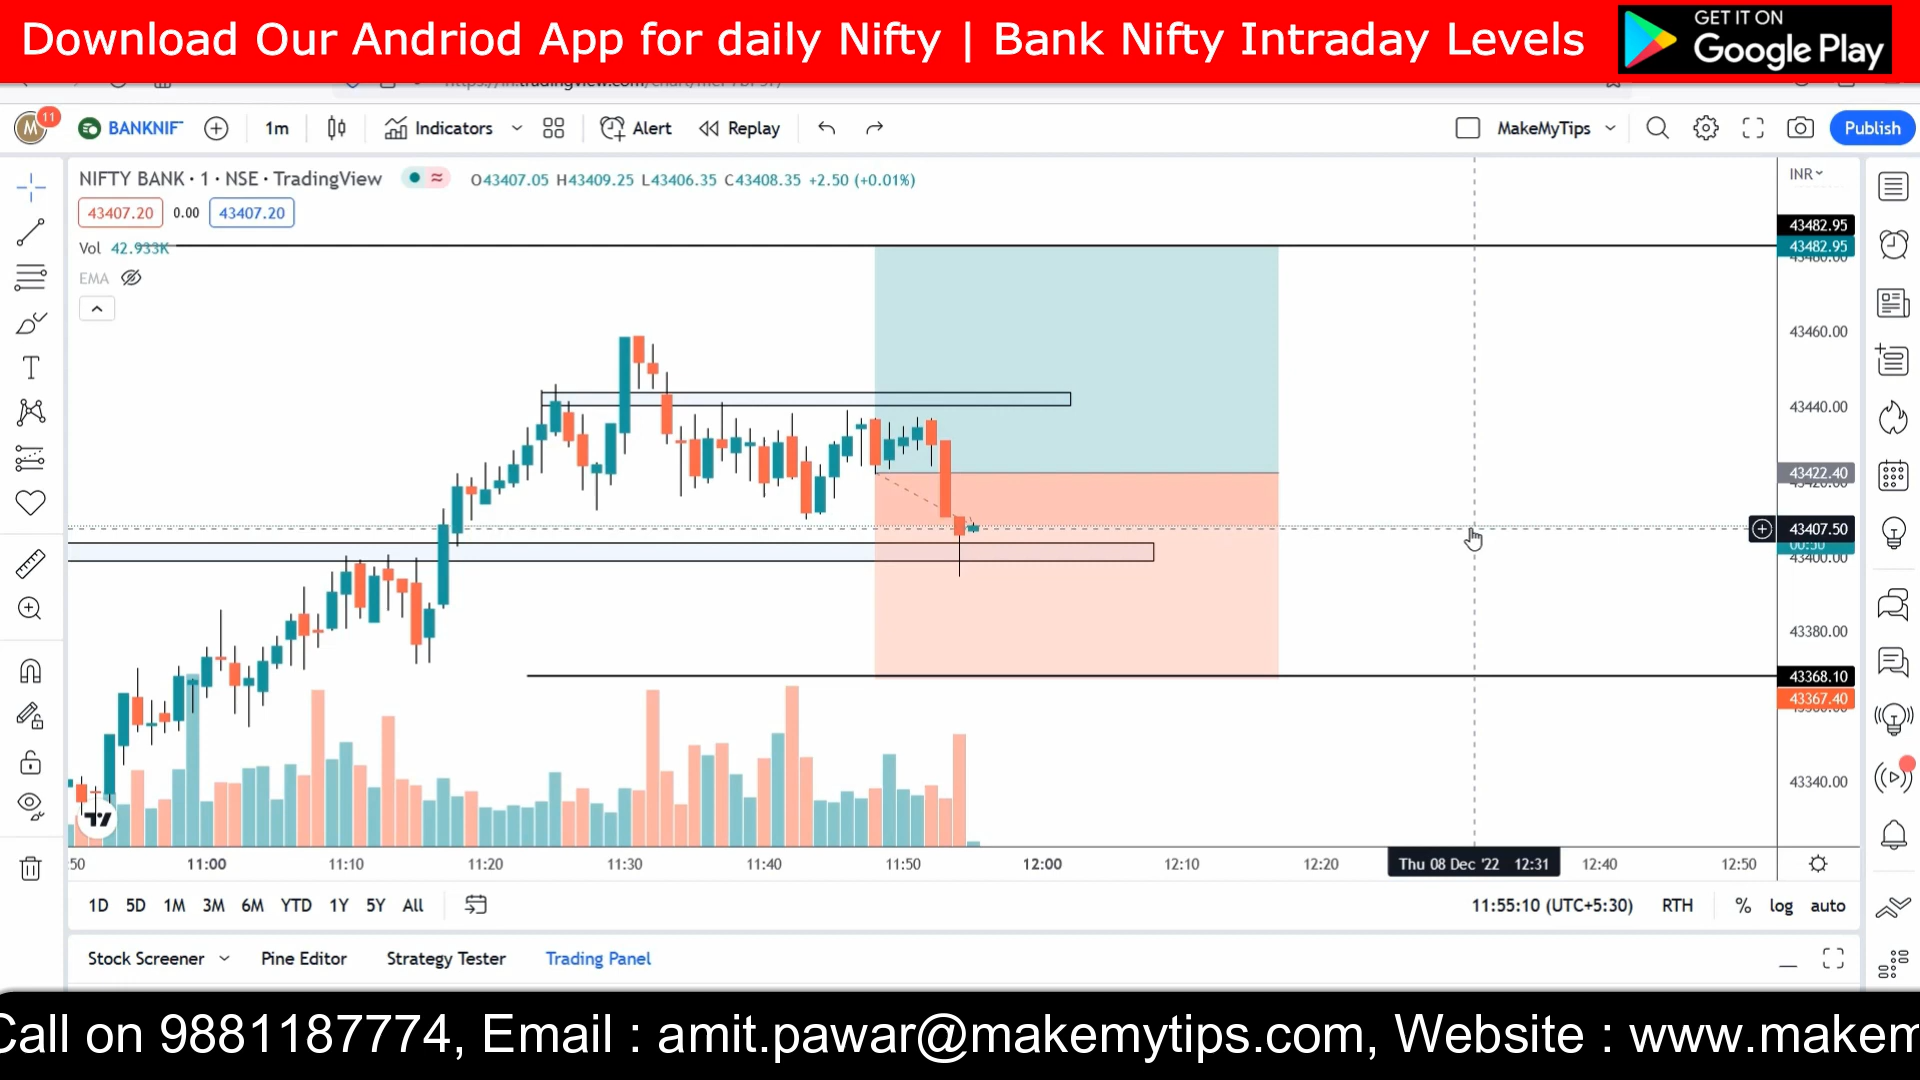 Download Our Andriod App for daily Nifty | Bank Nifty Intraday Levels
GET IT ON
Google Play
M 11
BANKNIF
1m
Indicators
Alert
Replay
MakeMyTips
Publish
NIFTY BANK · 1 · NSE · TradingView
O43407.05 H43409.25 L43406.35 C43408.35 +2.50 (+0.01%)
INR
43407.20 0.00 43407.20
Vol 42.933K
EMA
43482.95
43482.95
43460.00
43440.00
43422.40
43407.50
43400.00
43380.00
43368.10
43367.40
43340.00
:50 11:00 11:10 11:20 11:30 11:40 11:50 12:00 12:10 12:20 Thu 08 Dec '22 12:31 12:40 12:50
1D 5D 1M 3M 6M YTD 1Y 5Y All
11:55:10 (UTC+5:30) RTH % log auto
Stock Screener Pine Editor Strategy Tester Trading Panel
Call on 9881187774, Email : amit.pawar@makemytips.com, Website : www.makem